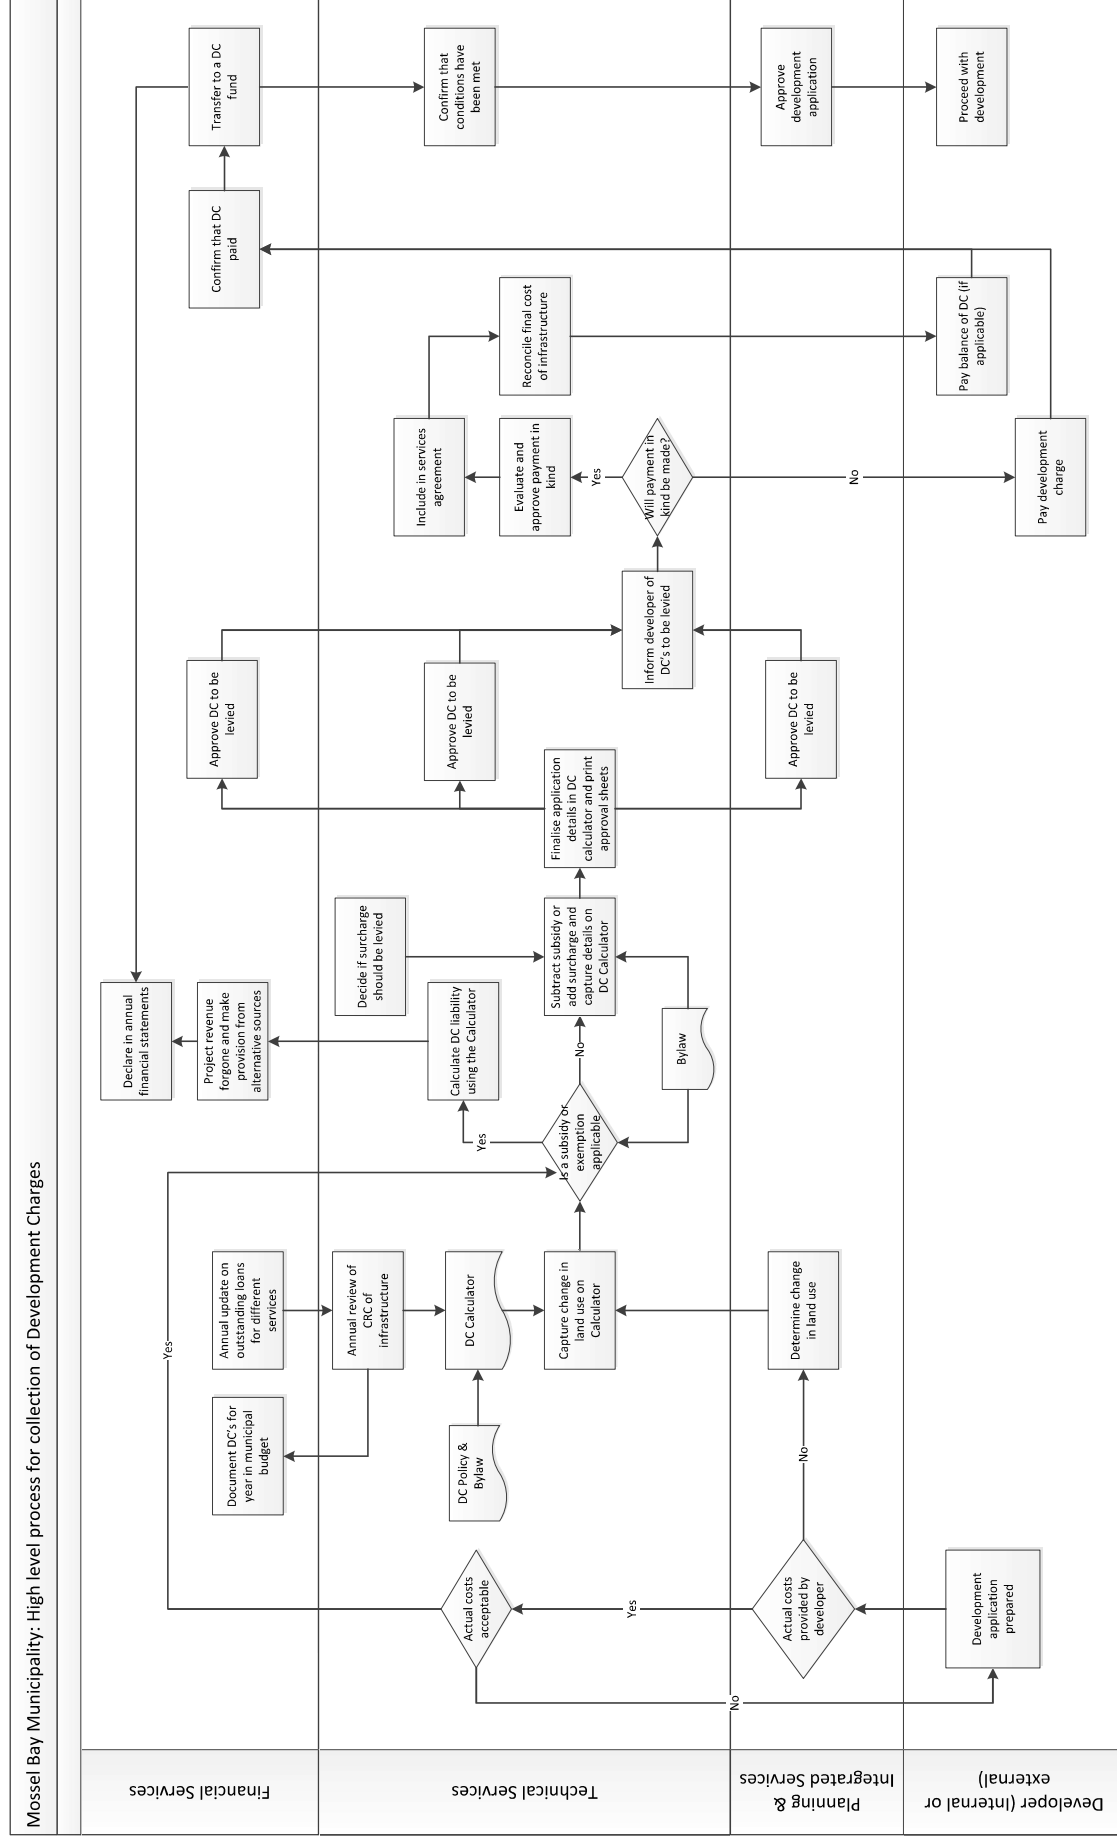 Mossel Bay Municipality: High level process for collection of Development Charges
Financial Services
Technical Services
Planning &
Integrated Services
Developer (Internal or
external)
Development
application
prepared
Actual costs
provided by
developer
Yes
No
Actual costs
acceptable
Yes
No
Document DC's for
year in municipal
budget
Annual update on
outstanding loans
for different
services
Annual review of
CRC of
infrastructure
DC Policy &
Bylaw
DC Calculator
Capture change in
land use on
Calculator
Determine change
in land use
Is a subsidy or
exemption
applicable
Yes
No
Bylaw
Calculate DC liability
using the Calculator
Project revenue
forgone and make
provision from
alternative sources
Declare in annual
financial statements
Decide if surcharge
should be levied
Subtract subsidy or
add surcharge and
capture details on
DC Calculator
Finalise application
details in DC
calculator and print
approval sheets
Approve DC to be
levied
Approve DC to be
levied
Approve DC to be
levied
Inform developer of
DC's to be levied
Will payment in
kind be made?
Yes
No
Evaluate and
approve payment in
kind
Include in services
agreement
Reconcile final cost
of infrastructure
Pay development
charge
Pay balance of DC (if
applicable)
Confirm that DC
paid
Transfer to a DC
fund
Confirm that
conditions have
been met
Approve
development
application
Proceed with
development